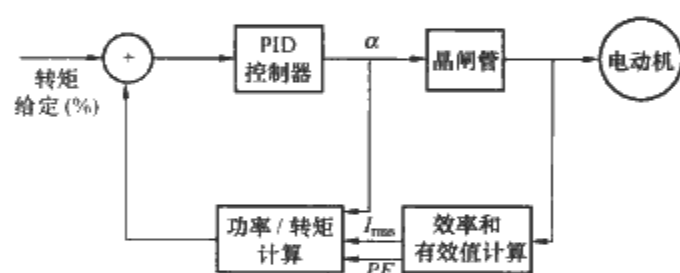 +
PID
控制器
α
晶闸管
电动机
转矩
给定(%)
功率/转矩
计算
I_rms
PF
效率和
有效值计算